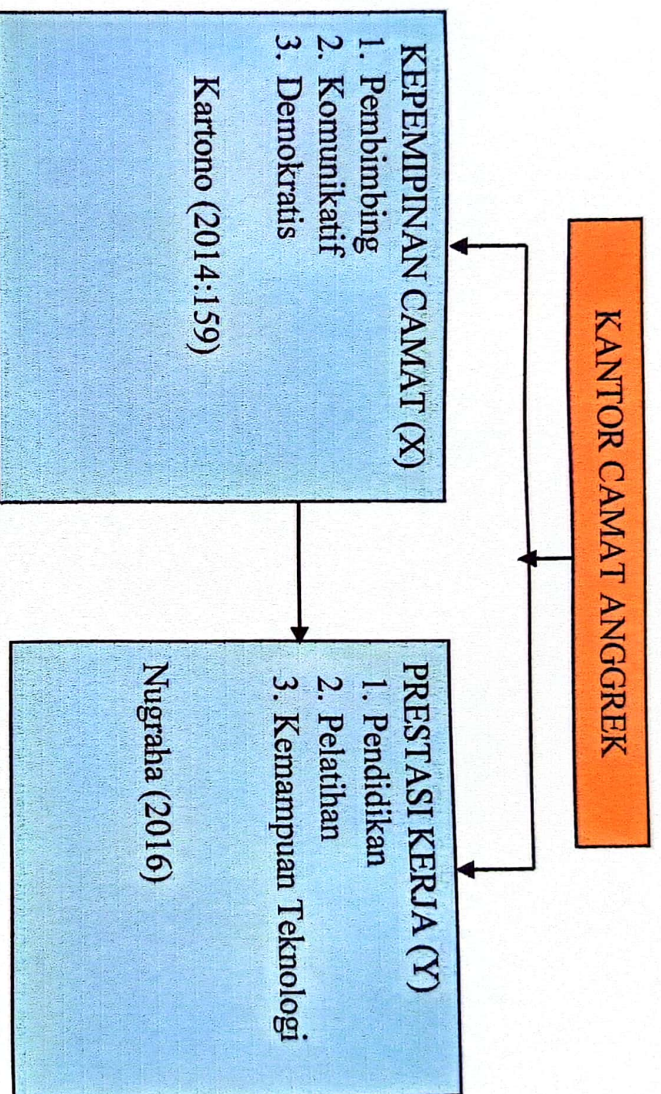 KANTOR CAMAT ANGGREK
KEPEMIPINAN CAMAT (X)
1. Pembimbing
2. Komunikatif
3. Demokratis
Kartono (2014:159)
PRESTASI KERJA (Y)
1. Pendidikan
2. Pelatihan
3. Kemampuan Teknologi
Nugraha (2016)